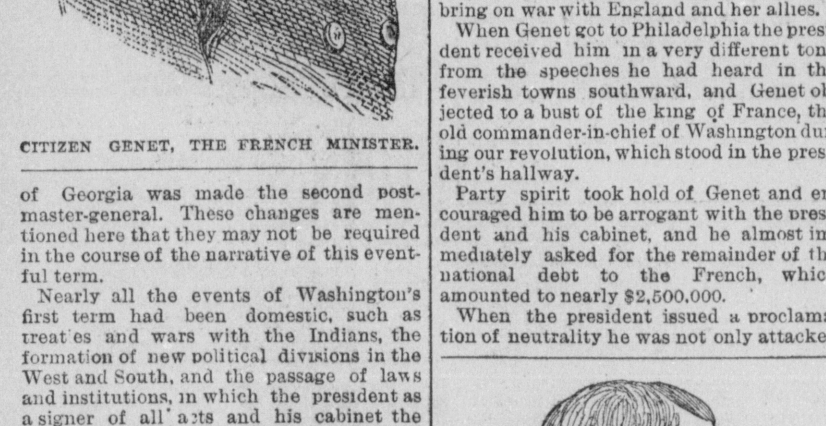 CITIZEN GENET, THE FRENCH MINISTER.
of Georgia was made the second post-
master-general. These changes are men-
tioned here that they may not be required
in the course of the narrative of this event-
ful term.
Nearly all the events of Washington's
first term had been domestic, such as
treat'es and wars with the Indians, the
formation of new political divisions in the
West and South, and the passage of laws
and institutions, in which the president as
a signer of all acts and his cabinet the
bring on war with England and her allies.
When Genet got to Philadelphia the pres
dent received him in a very different ton
from the speeches he had heard in th
feverish towns southward, and Genet ob
jected to a bust of the king of France, th
old commander-in-chief of Washington du
ing our revolution, which stood in the pres
dent's hallway.
Party spirit took hold of Genet and en
couraged him to be arrogant with the pres
dent and his cabinet, and he almost im
mediately asked for the remainder of th
national debt to the French, whic
amounted to nearly $2,500,000.
When the president issued a proclama
tion of neutrality he was not only attacke